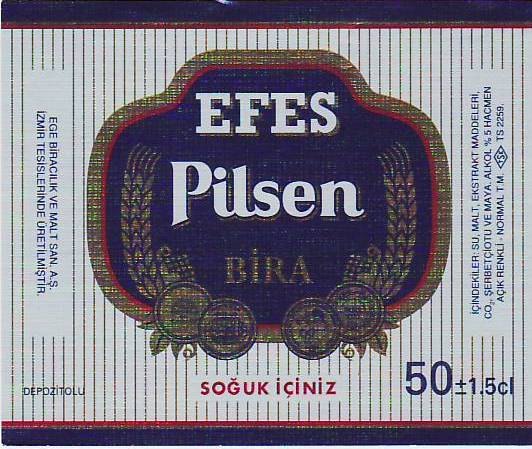 EFES
Pilsen
BİRA
EGE BİRACILIK VE MALT SAN. A.Ş.
İZMİR TESİSLERİNDE ÜRETİLMİŞTİR.
İÇİNDEKİLER: SU, MALT, EKSTRAKT MADDELERİ,
CO₂, ŞERBETÇİOTU VE MAYA. ALKOL % 5 HACMEN
AÇIK RENKLİ - NORMAL T.M. TSE TS 2259.
DEPOZİTOLU
SOĞUK İÇİNİZ
50±1.5cl